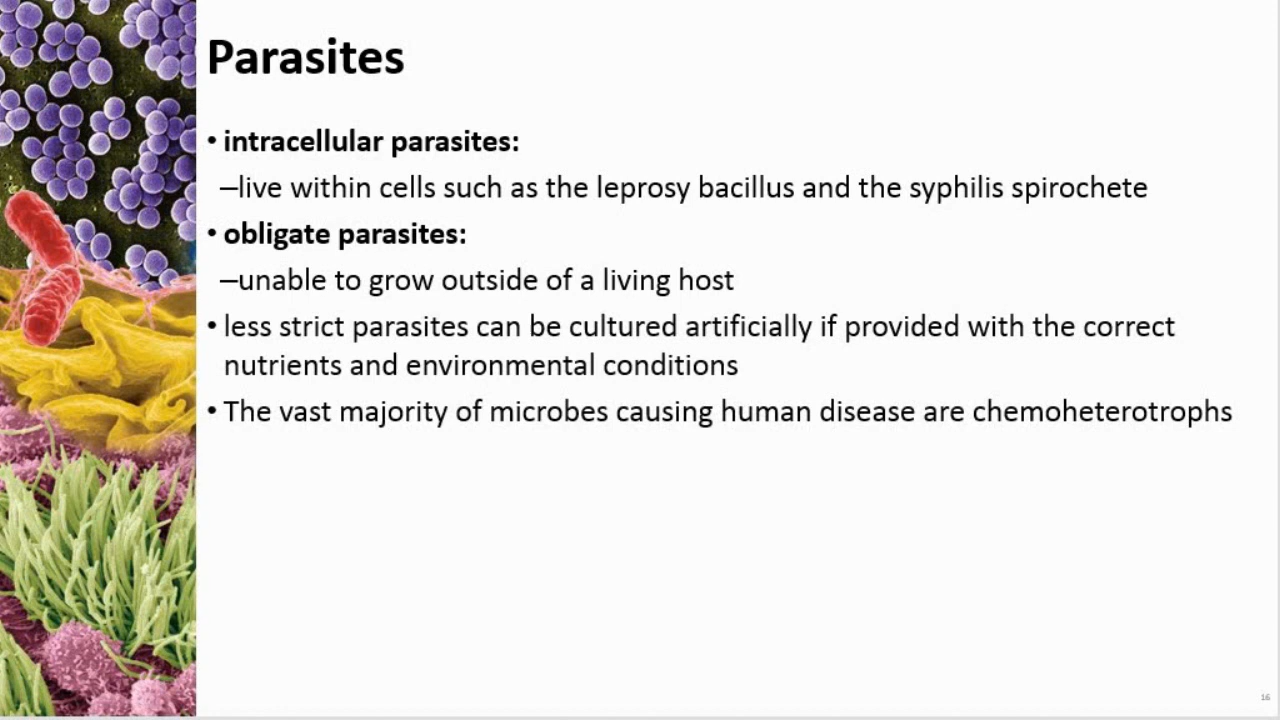 Parasites
• intracellular parasites:
–live within cells such as the leprosy bacillus and the syphilis spirochete
• obligate parasites:
–unable to grow outside of a living host
• less strict parasites can be cultured artificially if provided with the correct
nutrients and environmental conditions
• The vast majority of microbes causing human disease are chemoheterotrophs
16